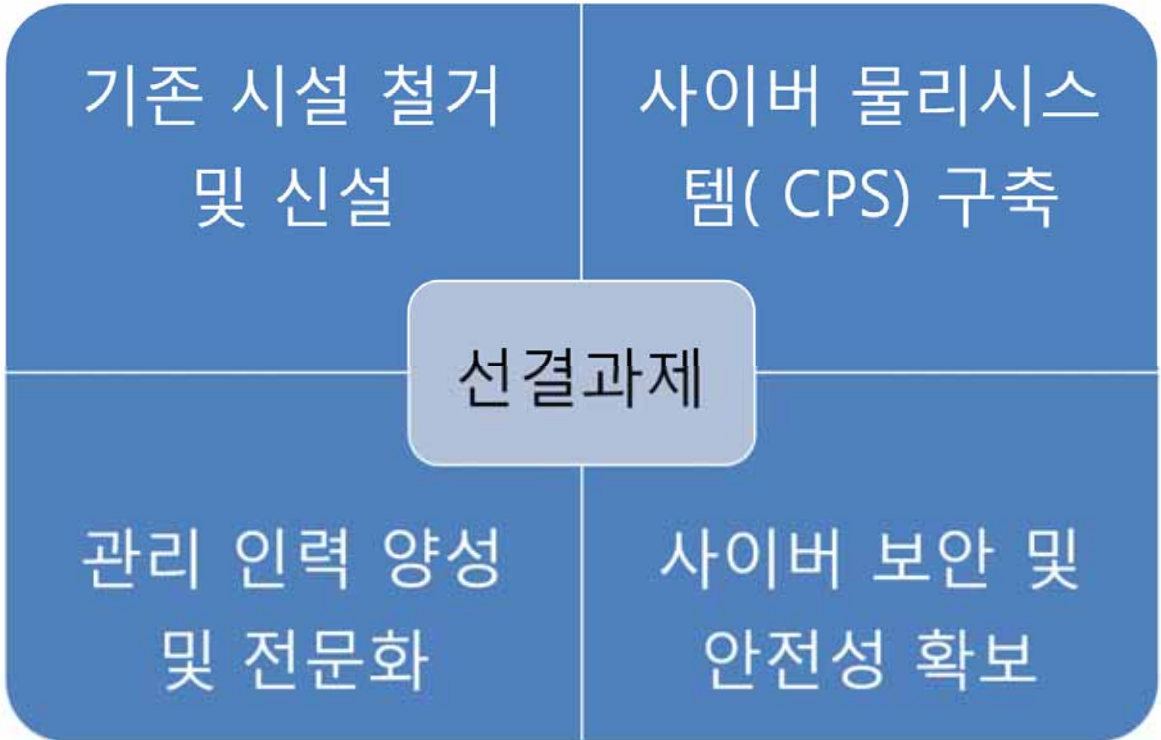 기존 시설 철거
및 신설
사이버 물리시스
템( CPS) 구축
선결과제
관리 인력 양성
및 전문화
사이버 보안 및
안전성 확보